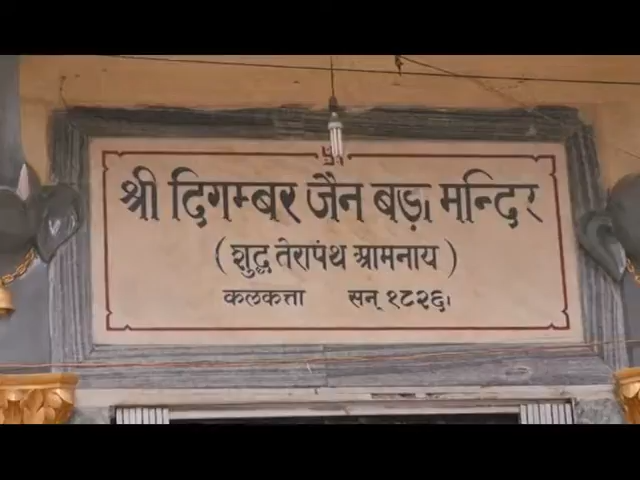 श्री दिगम्बर जैन बड़ा मन्दिर
(शुद्ध तेरापंथ आमनाय)
कलकत्ता सन् १८२६।